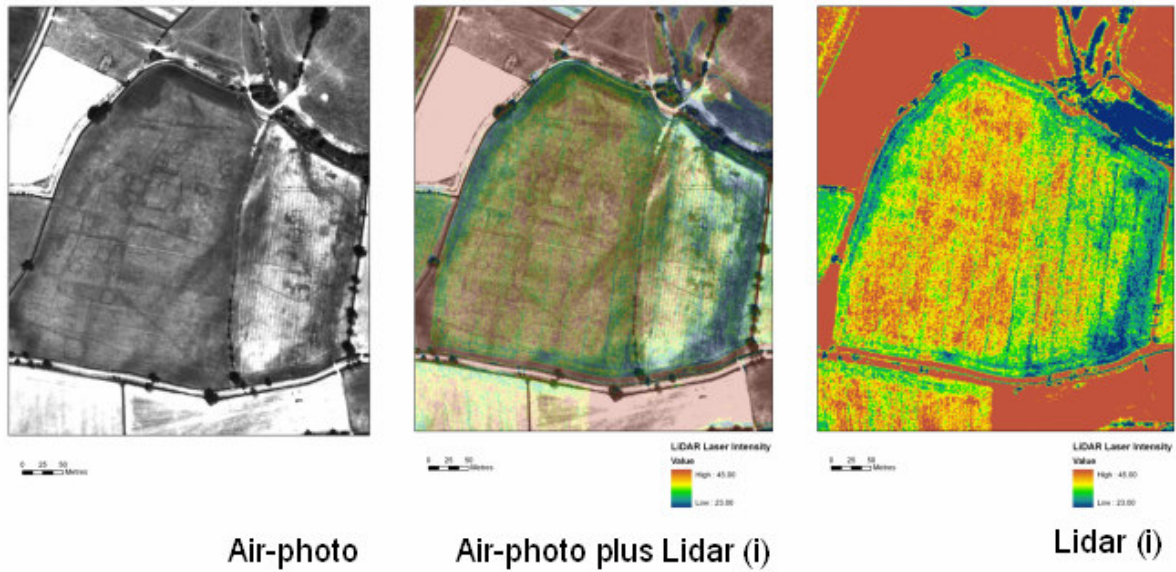 LiDAR Laser Intensity
Value
High : 45.00
Low : 23.00
0 25 50
Metres
LiDAR Laser Intensity
Value
High : 45.00
Low : 23.00
0 25 50
Metres
0 25 50
Metres
Air-photo
Air-photo plus Lidar (i)
Lidar (i)